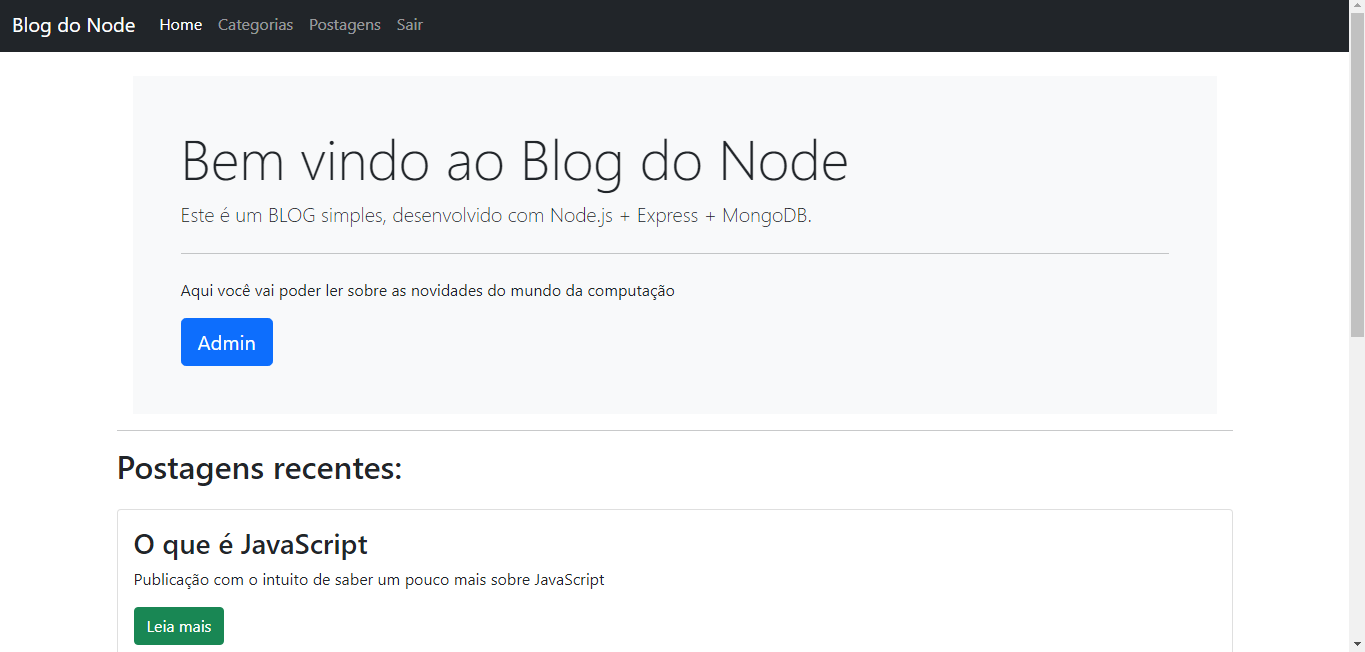 Blog do Node Home Categorias Postagens Sair
Bem vindo ao Blog do Node
Este é um BLOG simples, desenvolvido com Node.js + Express + MongoDB.
Aqui você vai poder ler sobre as novidades do mundo da computação
Admin
Postagens recentes:
O que é JavaScript
Publicação com o intuito de saber um pouco mais sobre JavaScript
Leia mais